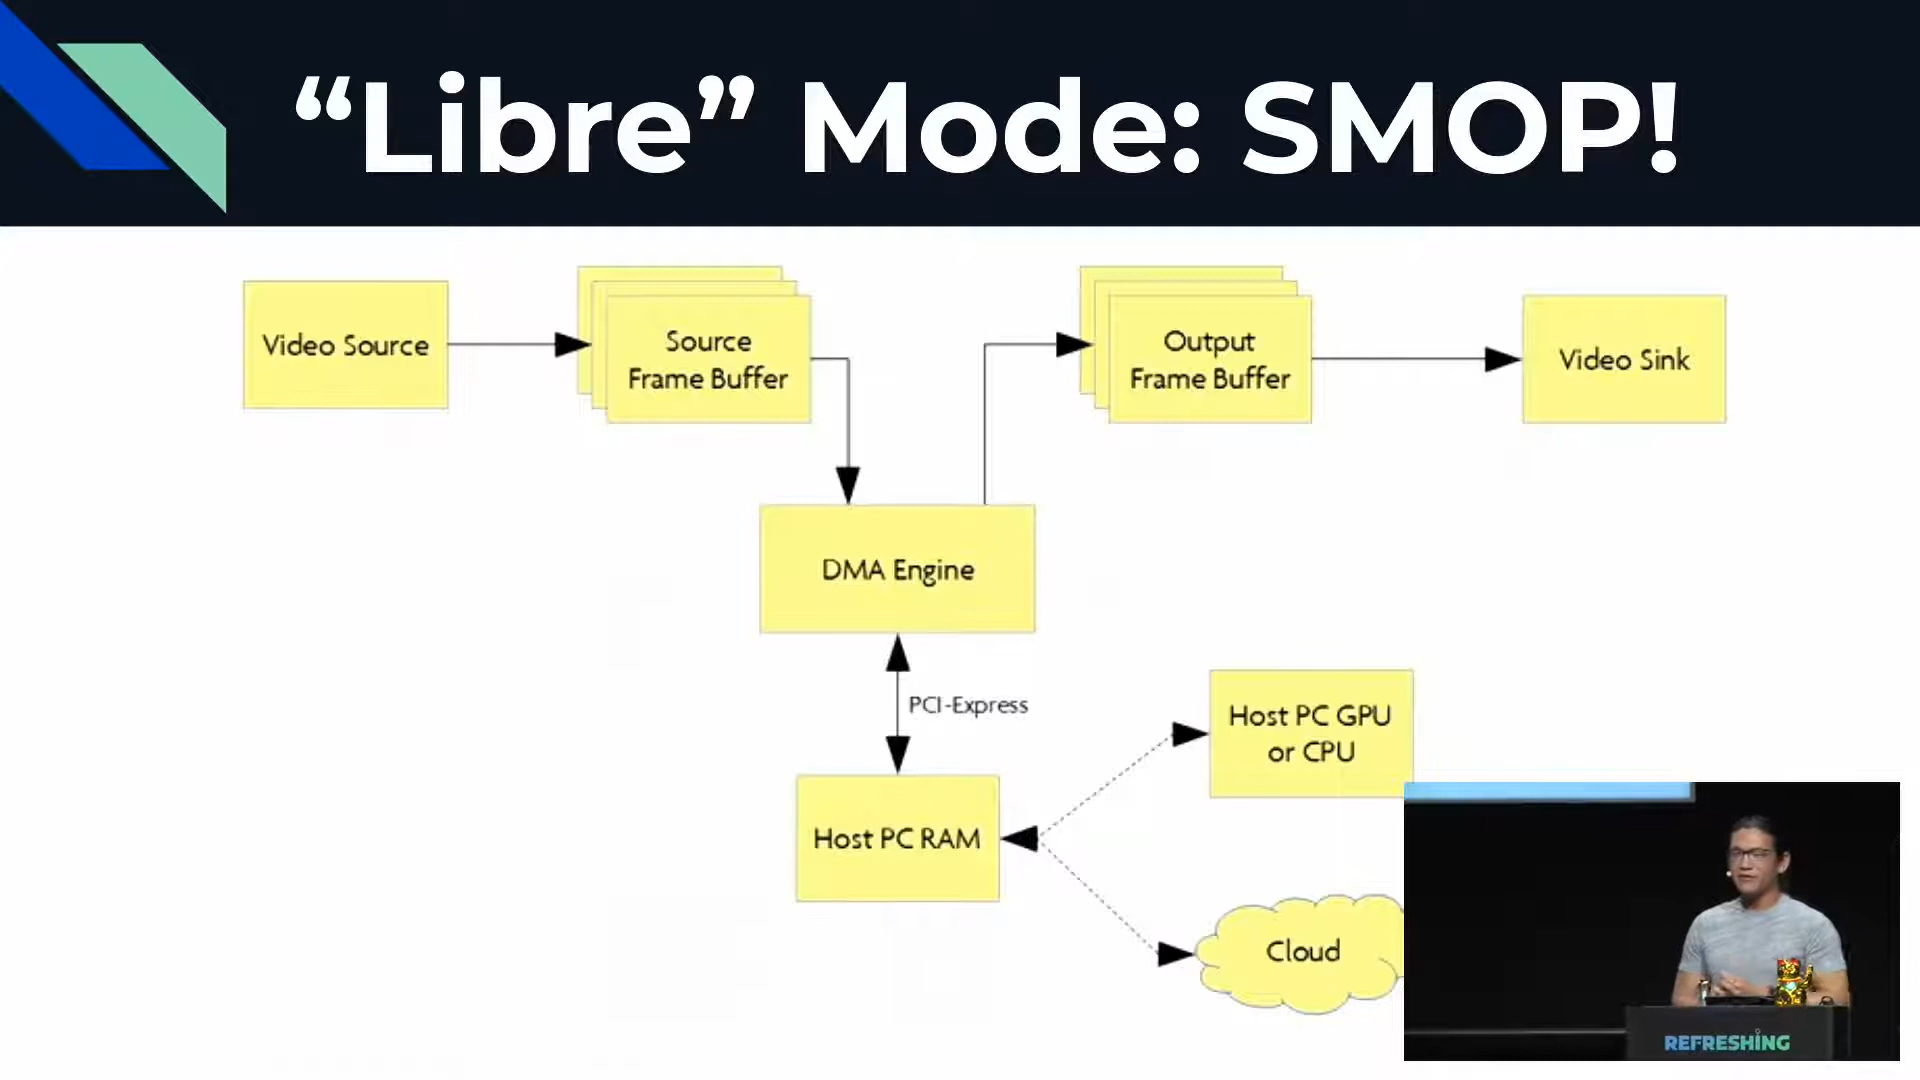 “Libre” Mode: SMOP!
Video Source
Source
Frame Buffer
Output
Frame Buffer
Video Sink
DMA Engine
PCI-Express
Host PC GPU
or CPU
Host PC RAM
Cloud
REFRESHING